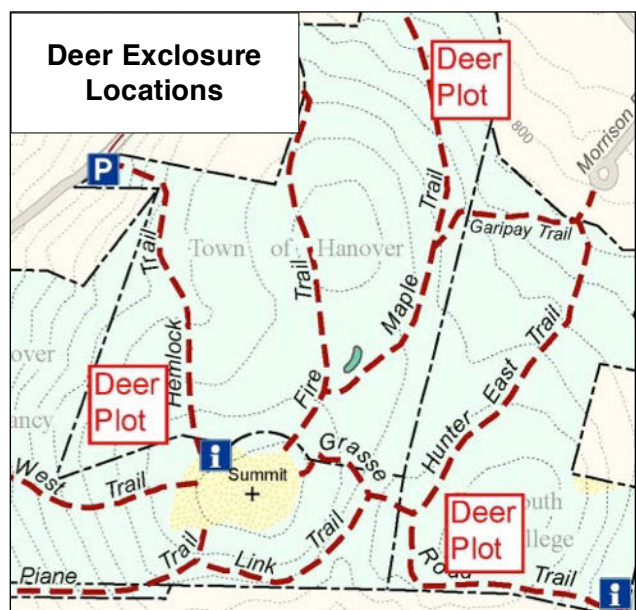 Deer Exclosure
Locations
Deer
Plot
800
Morrison
P
Trail
Garipay Trail
Trail
Town of Hanover
Trail
Maple
Hunter East Trail
Hemlock
Deer
Plot
Fire
Grasse
i
Summit
West Trail
Deer
Plot
Trail
Link
Trail
Road
Trail
Plane
i